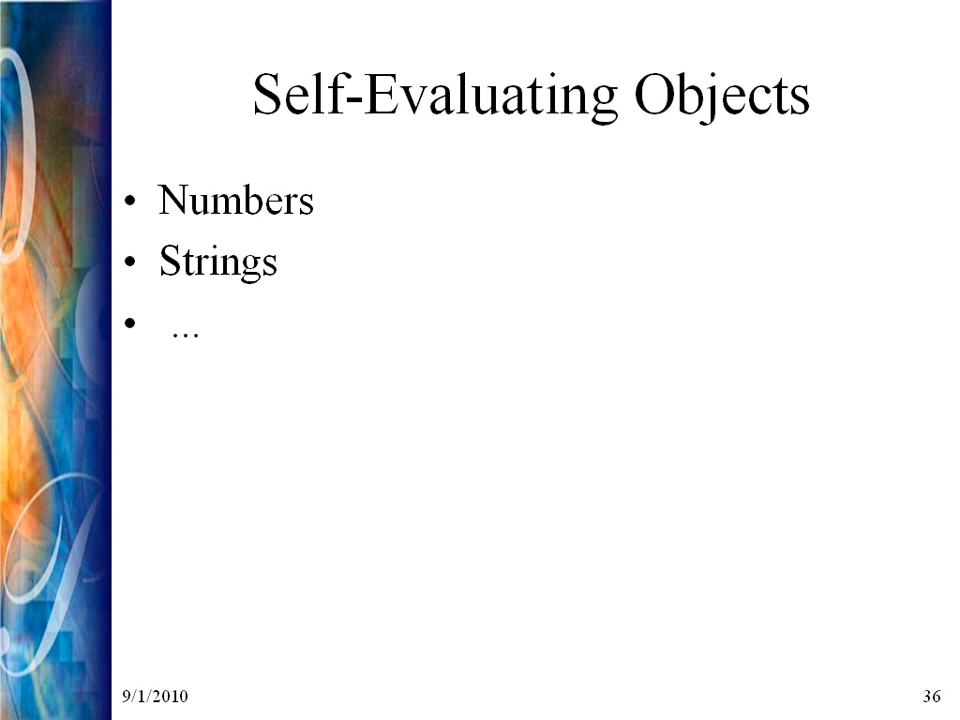 Self-Evaluating Objects
• Numbers
• Strings
• ...
9/1/2010
36